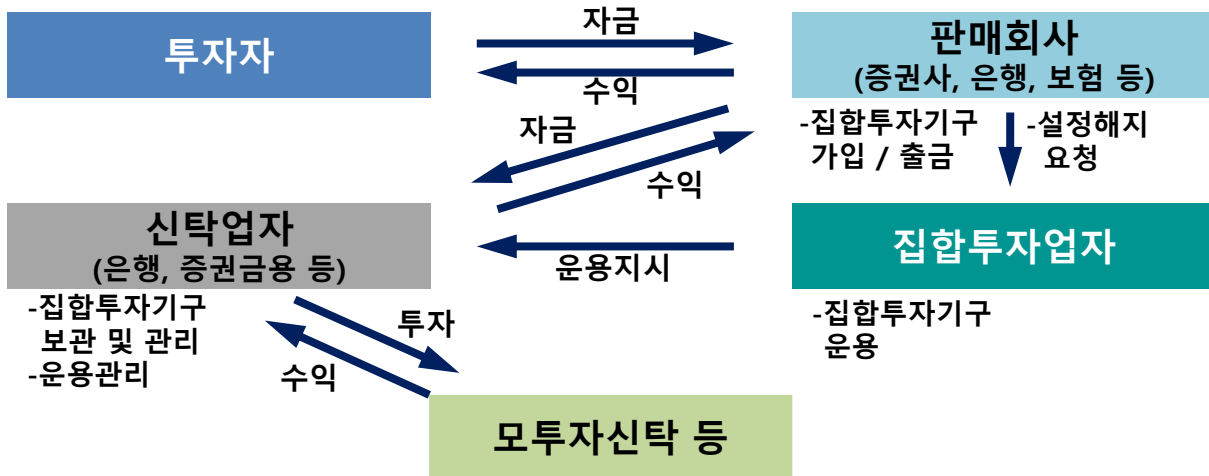 투자자
자금
수익
판매회사
(증권사, 은행, 보험 등)
-집합투자기구
가입 / 출금
-설정해지
요청
자금
수익
신탁업자
(은행, 증권금융 등)
운용지시
집합투자업자
-집합투자기구
보관 및 관리
-운용관리
투자
수익
-집합투자기구
운용
모투자신탁 등